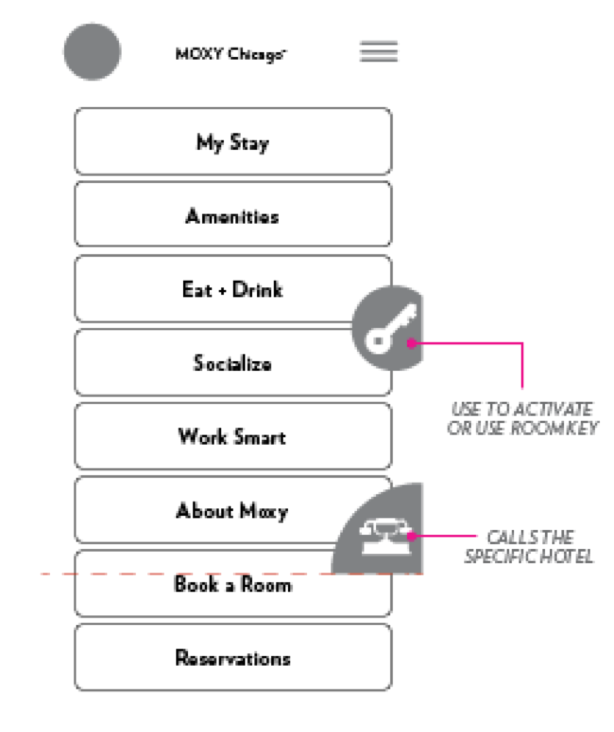 MOXY Chicago
My Stay
Amenities
Eat + Drink
Socialize
USE TO ACTIVATE
OR USE ROOMKEY
Work Smart
About Moxy
CALLS THE
SPECIFIC HOTEL
Book a Room
Reservations